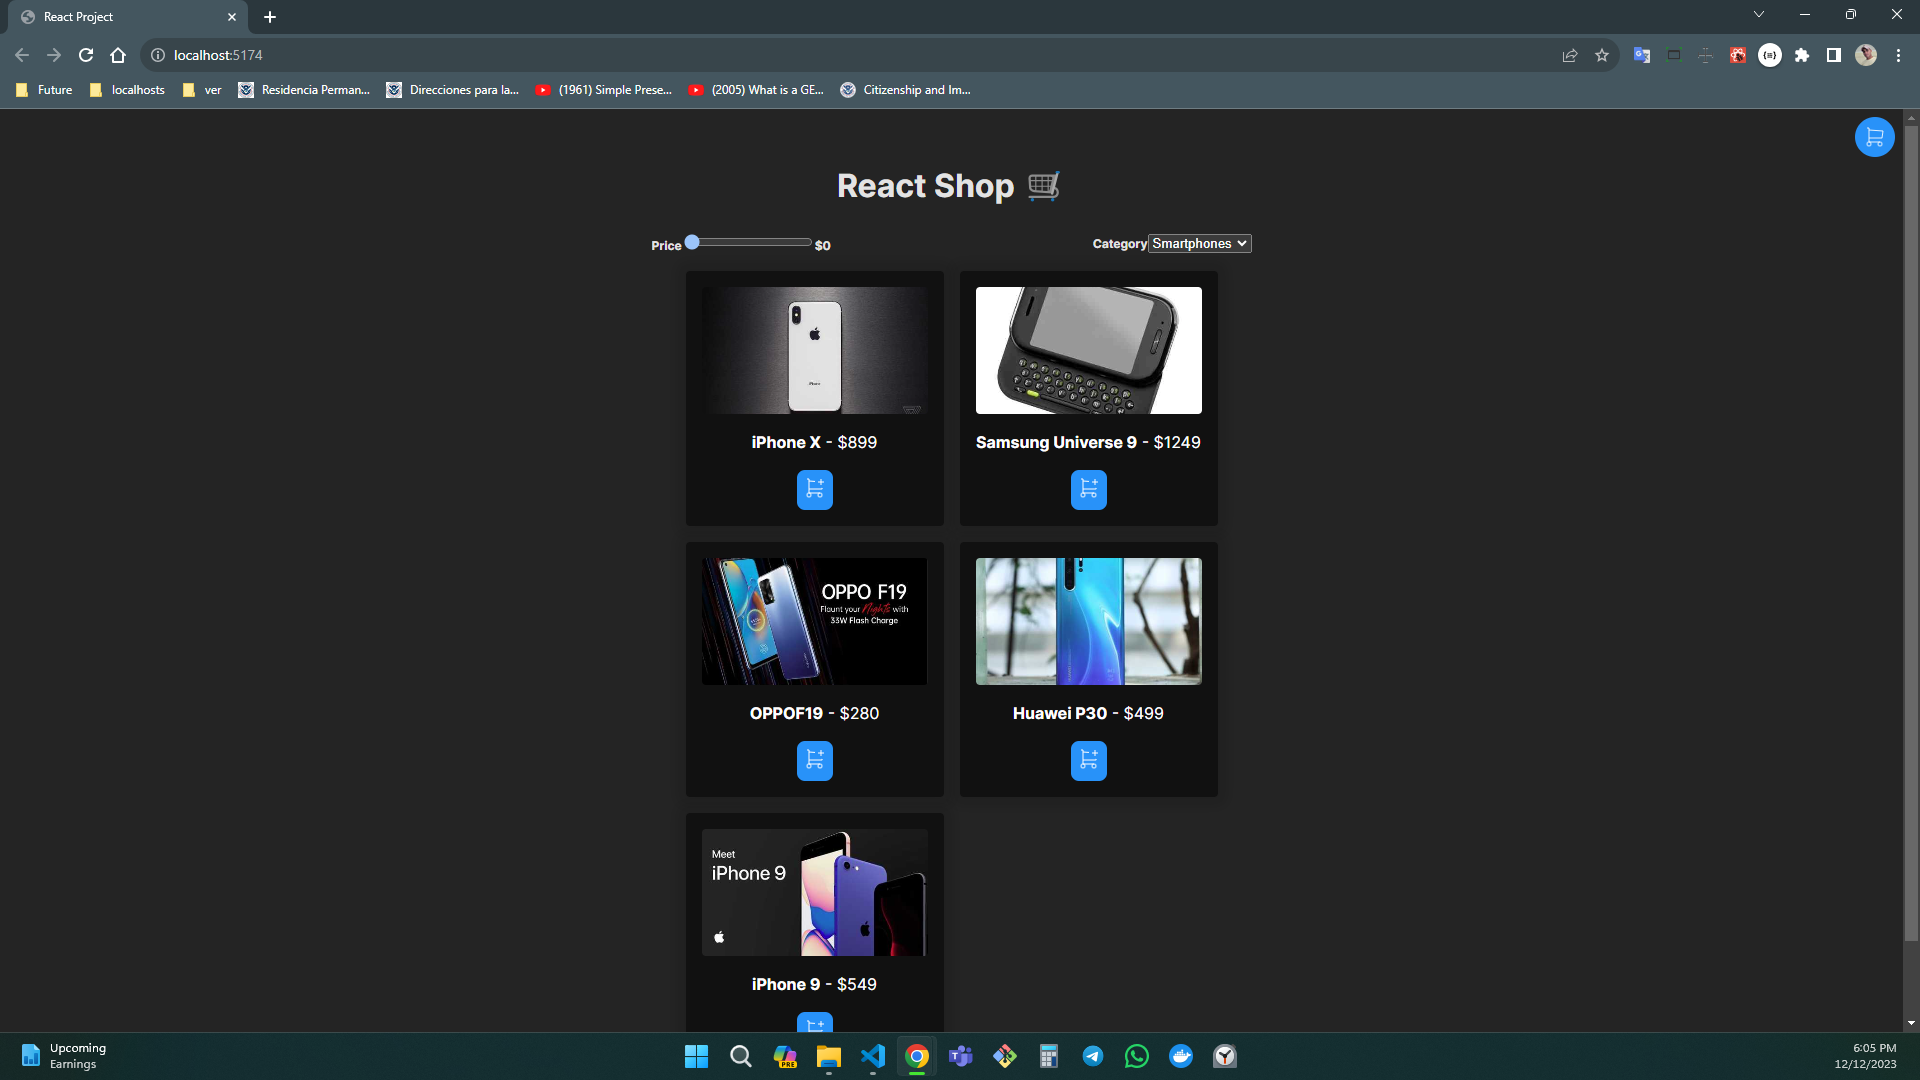 React Project
localhost:5174
Future
localhosts
ver
Residencia Perman...
Direcciones para la...
(1961) Simple Prese...
(2005) What is a GE...
Citizenship and Im...
React Shop
Price
$0
Category
Smartphones
iPhone X - $899
Samsung Universe 9 - $1249
OPPO F19
Flaunt your Nights with
33W Flash Charge
OPPOF19 - $280
Huawei P30 - $499
Meet
iPhone 9
iPhone 9 - $549
Upcoming
Earnings
PRE
6:05 PM
12/12/2023